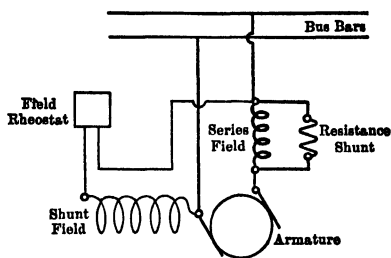 Bus Bars
Field
Rheostat
Series
Field
Resistance
Shunt
Shunt
Field
Armature